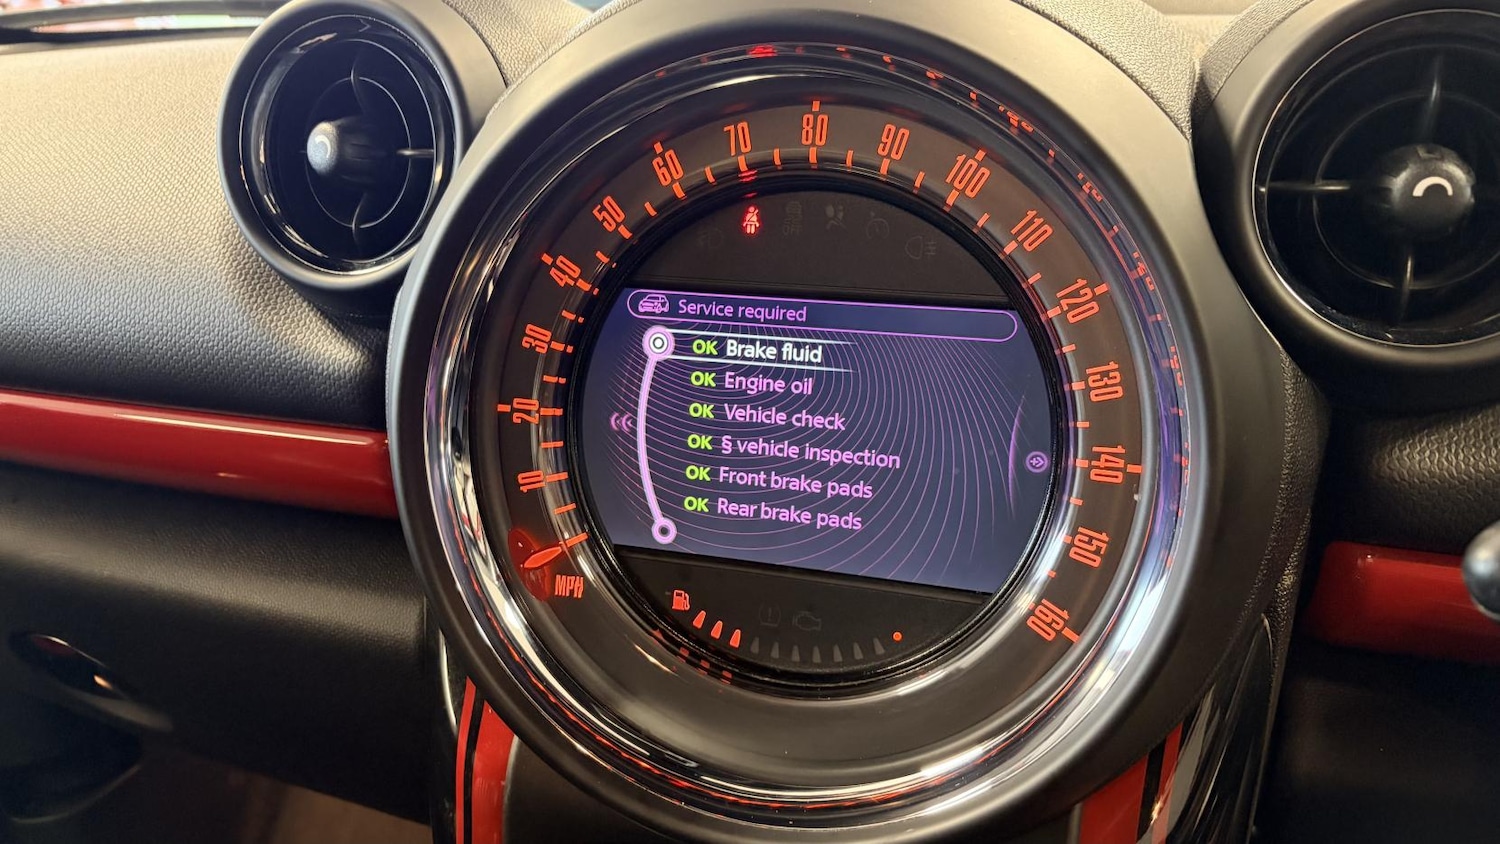 10
20
30
40
50
60
70
80
90
100
110
120
130
140
150
160
MPH
OFF
Service required
OK Brake fluid
OK Engine oil
OK Vehicle check
OK § vehicle inspection
OK Front brake pads
OK Rear brake pads